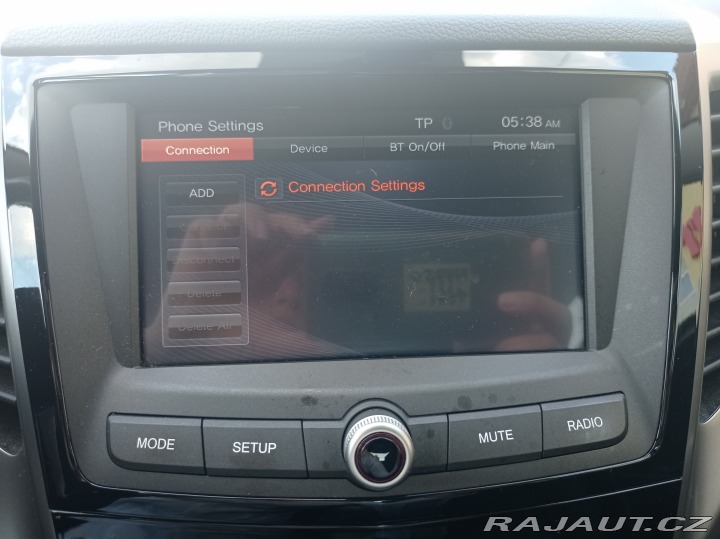 Phone Settings TP 05:38 AM
Connection Device BT On/Off Phone Main
ADD
Connection Settings
Disconnect
Delete
Delete All
MODE SETUP MUTE RADIO
RAJAUT.CZ